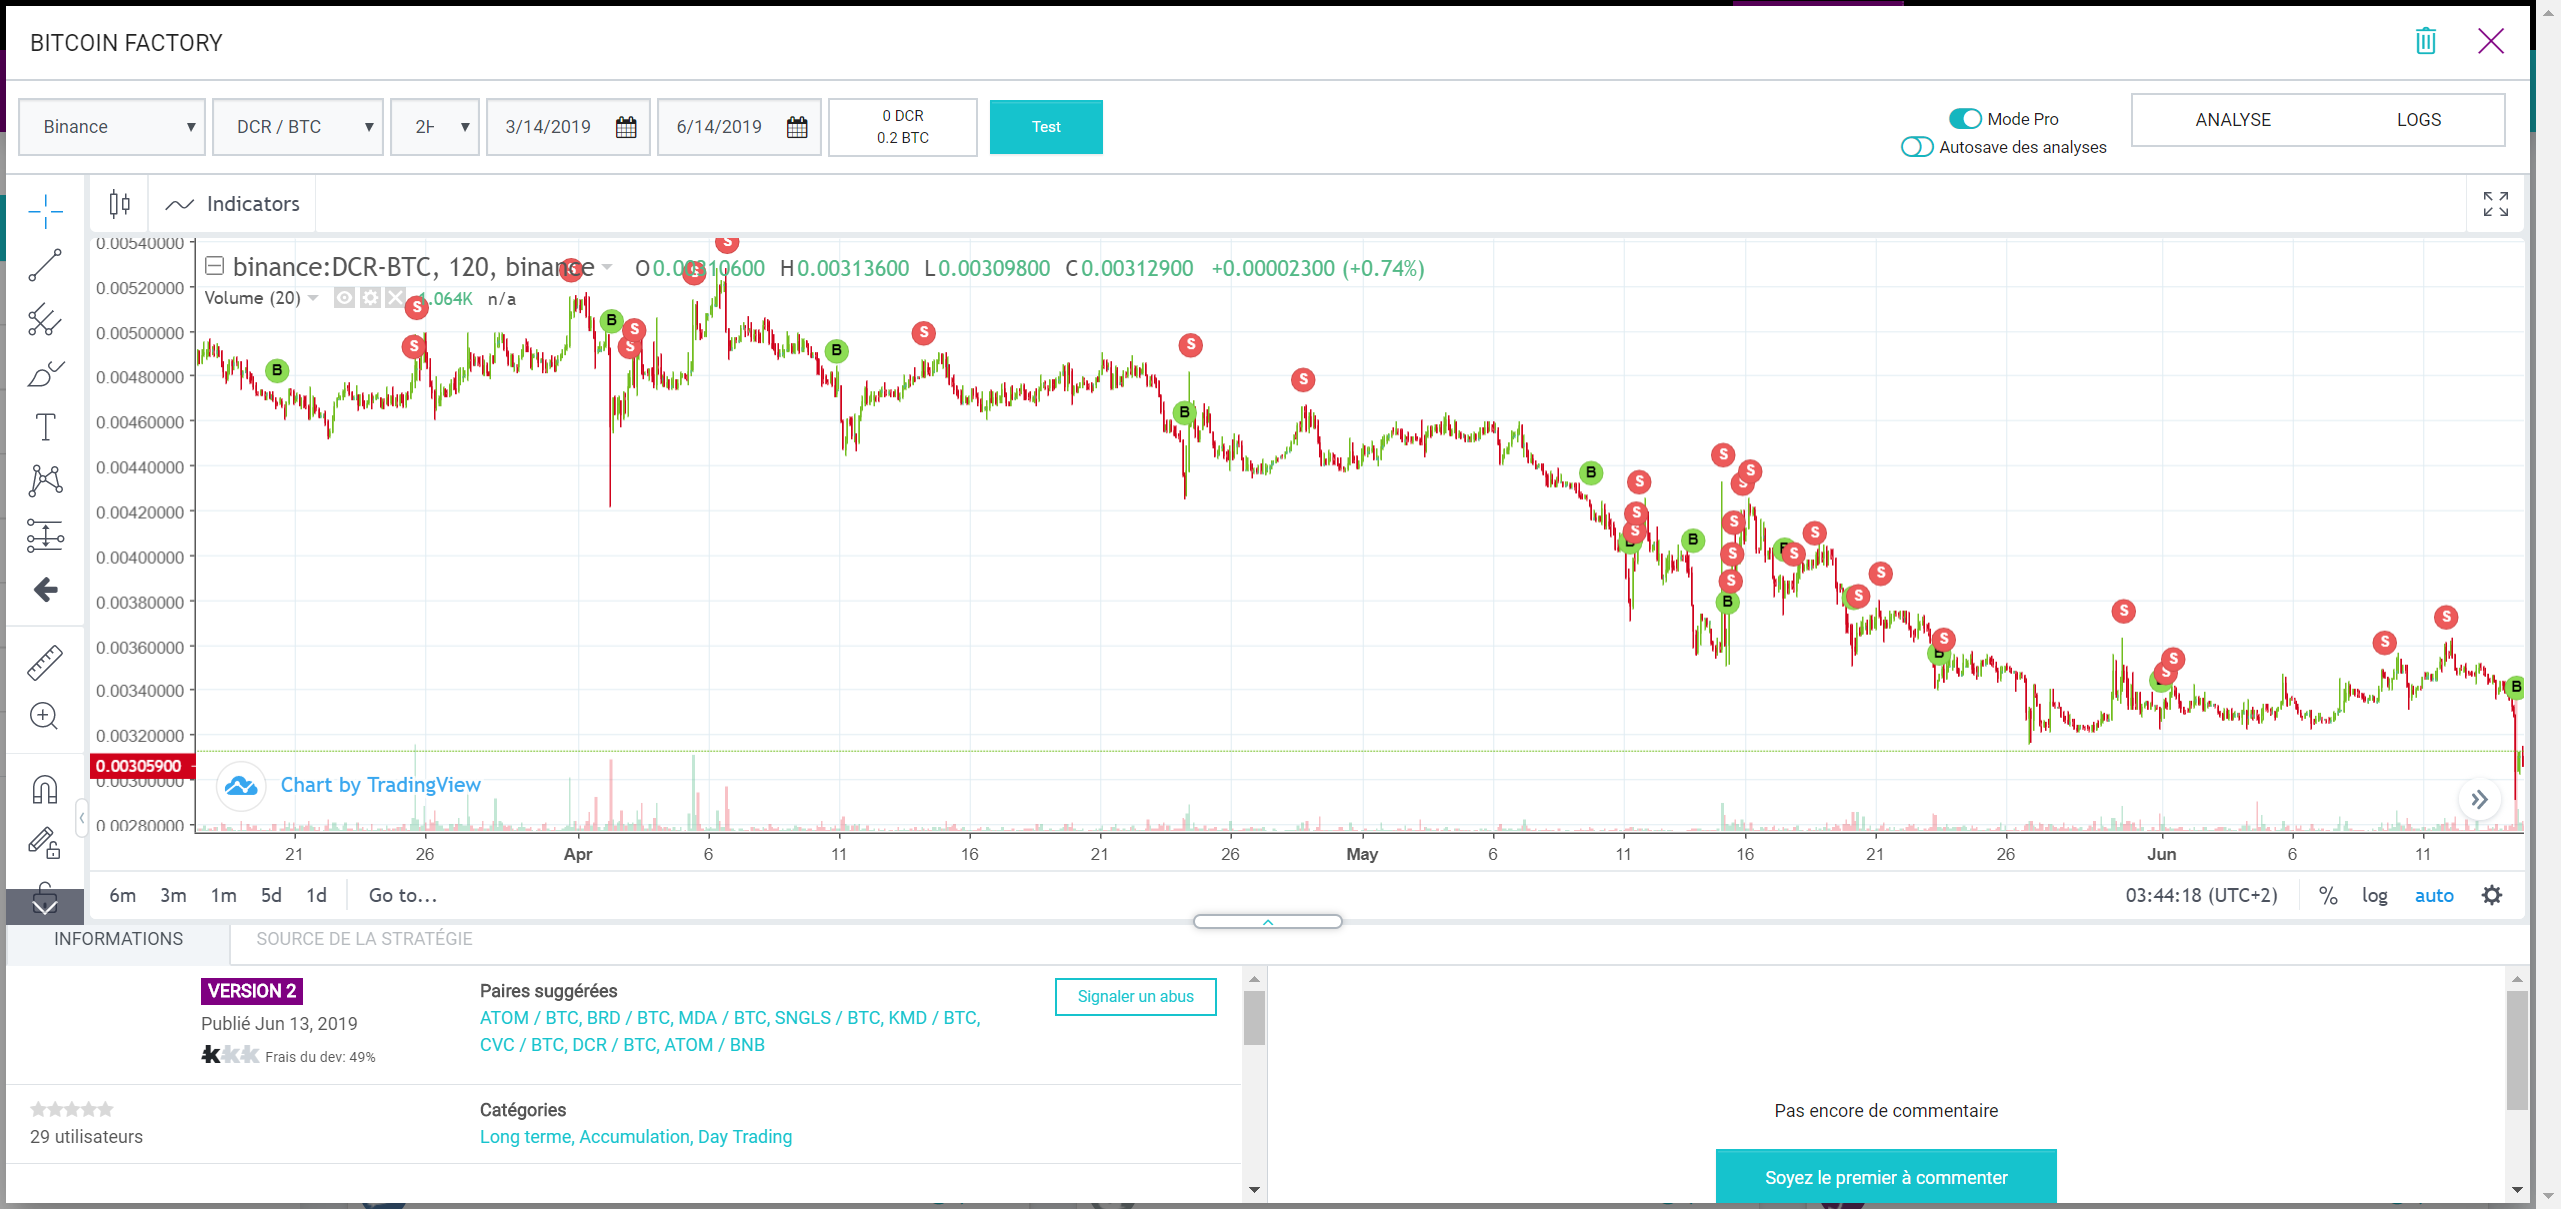 BITCOIN FACTORY
Binance
DCR / BTC
3/14/2019
6/14/2019
0 DCR
0.2 BTC
Test
Mode Pro
Autosave des analyses
ANALYSE
LOGS
Indicators
binance:DCR-BTC, 120, binance O0.00310600 H0.00313600 L0.00309800 C0.00312900 +0.00002300 (+0.74%)
Volume (20) 1.064K n/a
0.00540000
0.00520000
0.00500000
0.00480000
0.00460000
0.00440000
0.00420000
0.00400000
0.00380000
0.00360000
0.00340000
0.00320000
0.00305900
0.00300000
0.00280000
B S S S B S S S S B S B S S B B S S S B B S S S S S S B S S B S S B S S B S S S S B
Chart by TradingView
21 26 Apr 6 11 16 21 26 May 6 11 16 21 26 Jun 6 11
6m 3m 1m 5d 1d Go to...
03:44:18 (UTC+2) % log auto
INFORMATIONS
SOURCE DE LA STRATÉGIE
VERSION 2
Publié Jun 13, 2019
Frais du dev: 49%
Paires suggérées
ATOM / BTC, BRD / BTC, MDA / BTC, SNGLS / BTC, KMD / BTC,
CVC / BTC, DCR / BTC, ATOM / BNB
Signaler un abus
29 utilisateurs
Catégories
Long terme, Accumulation, Day Trading
Pas encore de commentaire
Soyez le premier à commenter